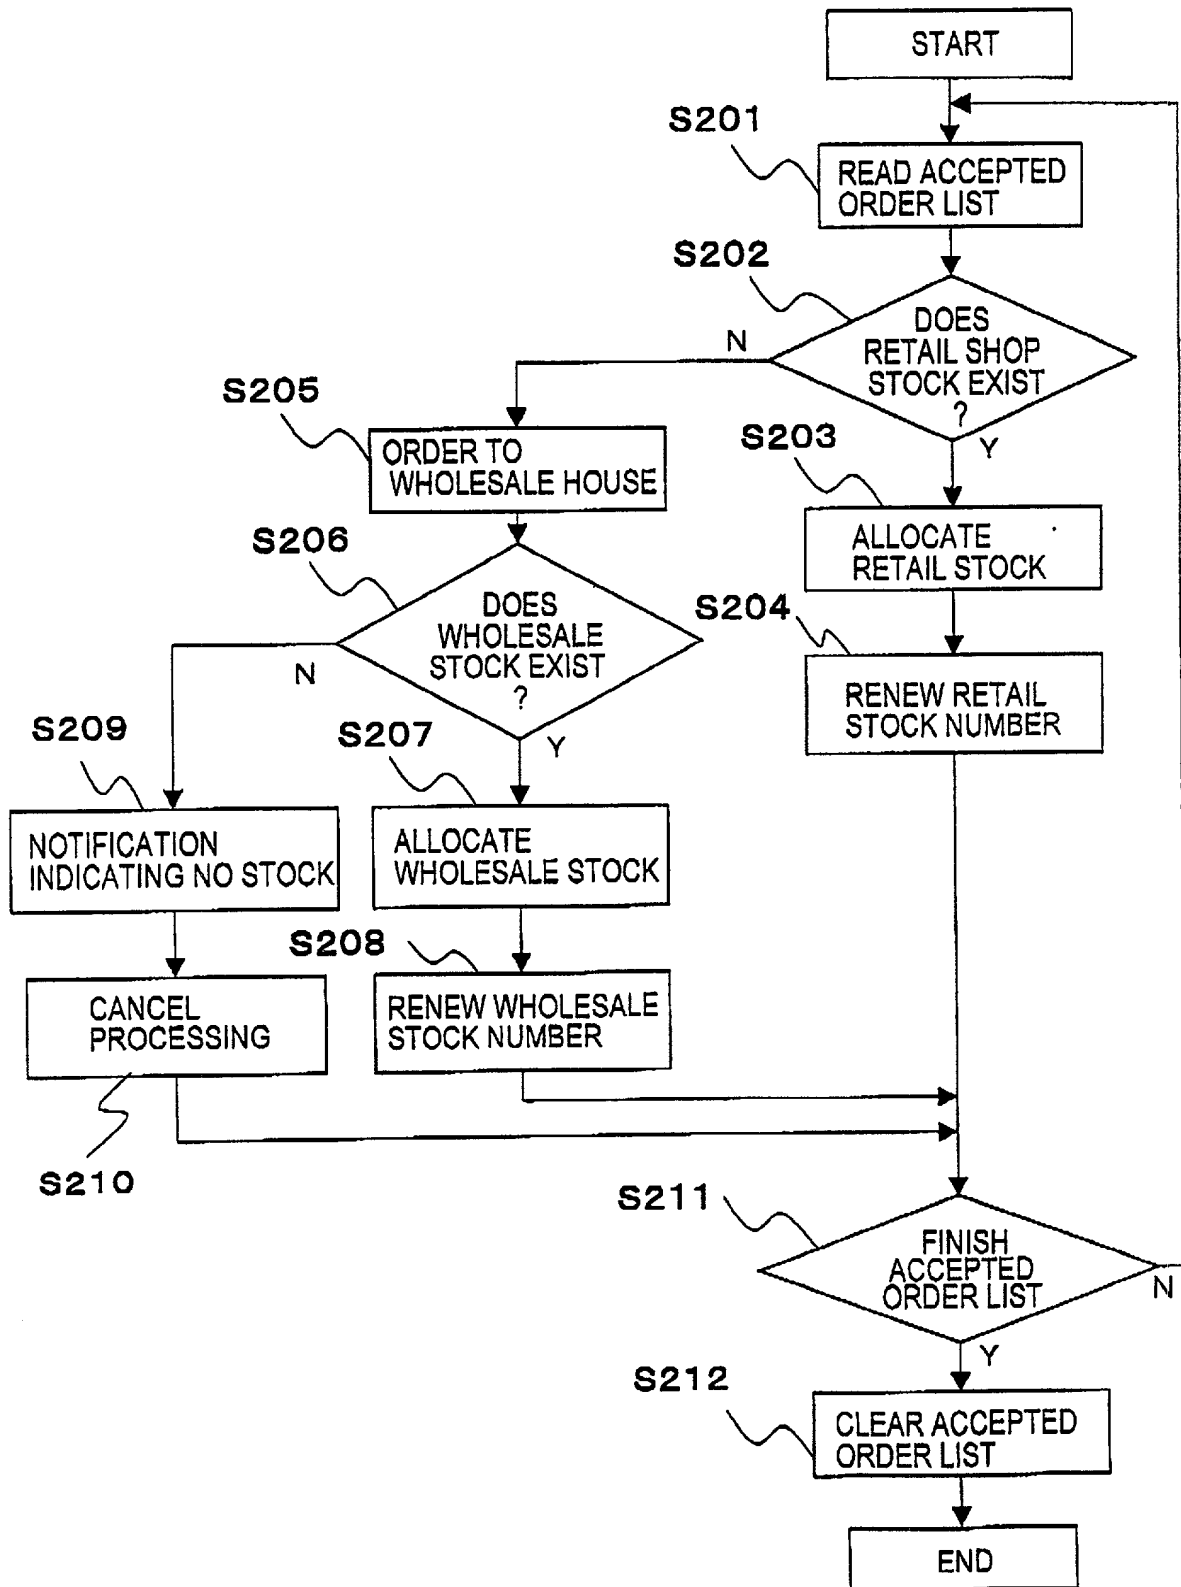 START
S201
READ ACCEPTED
ORDER LIST
S202
DOES
RETAIL SHOP
STOCK EXIST
?
N
Y
S203
ALLOCATE
RETAIL STOCK
S204
RENEW RETAIL
STOCK NUMBER
S205
ORDER TO
WHOLESALE HOUSE
S206
DOES
WHOLESALE
STOCK EXIST
?
N
Y
S207
ALLOCATE
WHOLESALE STOCK
S208
RENEW WHOLESALE
STOCK NUMBER
S209
NOTIFICATION
INDICATING NO STOCK
CANCEL
PROCESSING
S210
S211
FINISH
ACCEPTED
ORDER LIST
N
Y
S212
CLEAR ACCEPTED
ORDER LIST
END